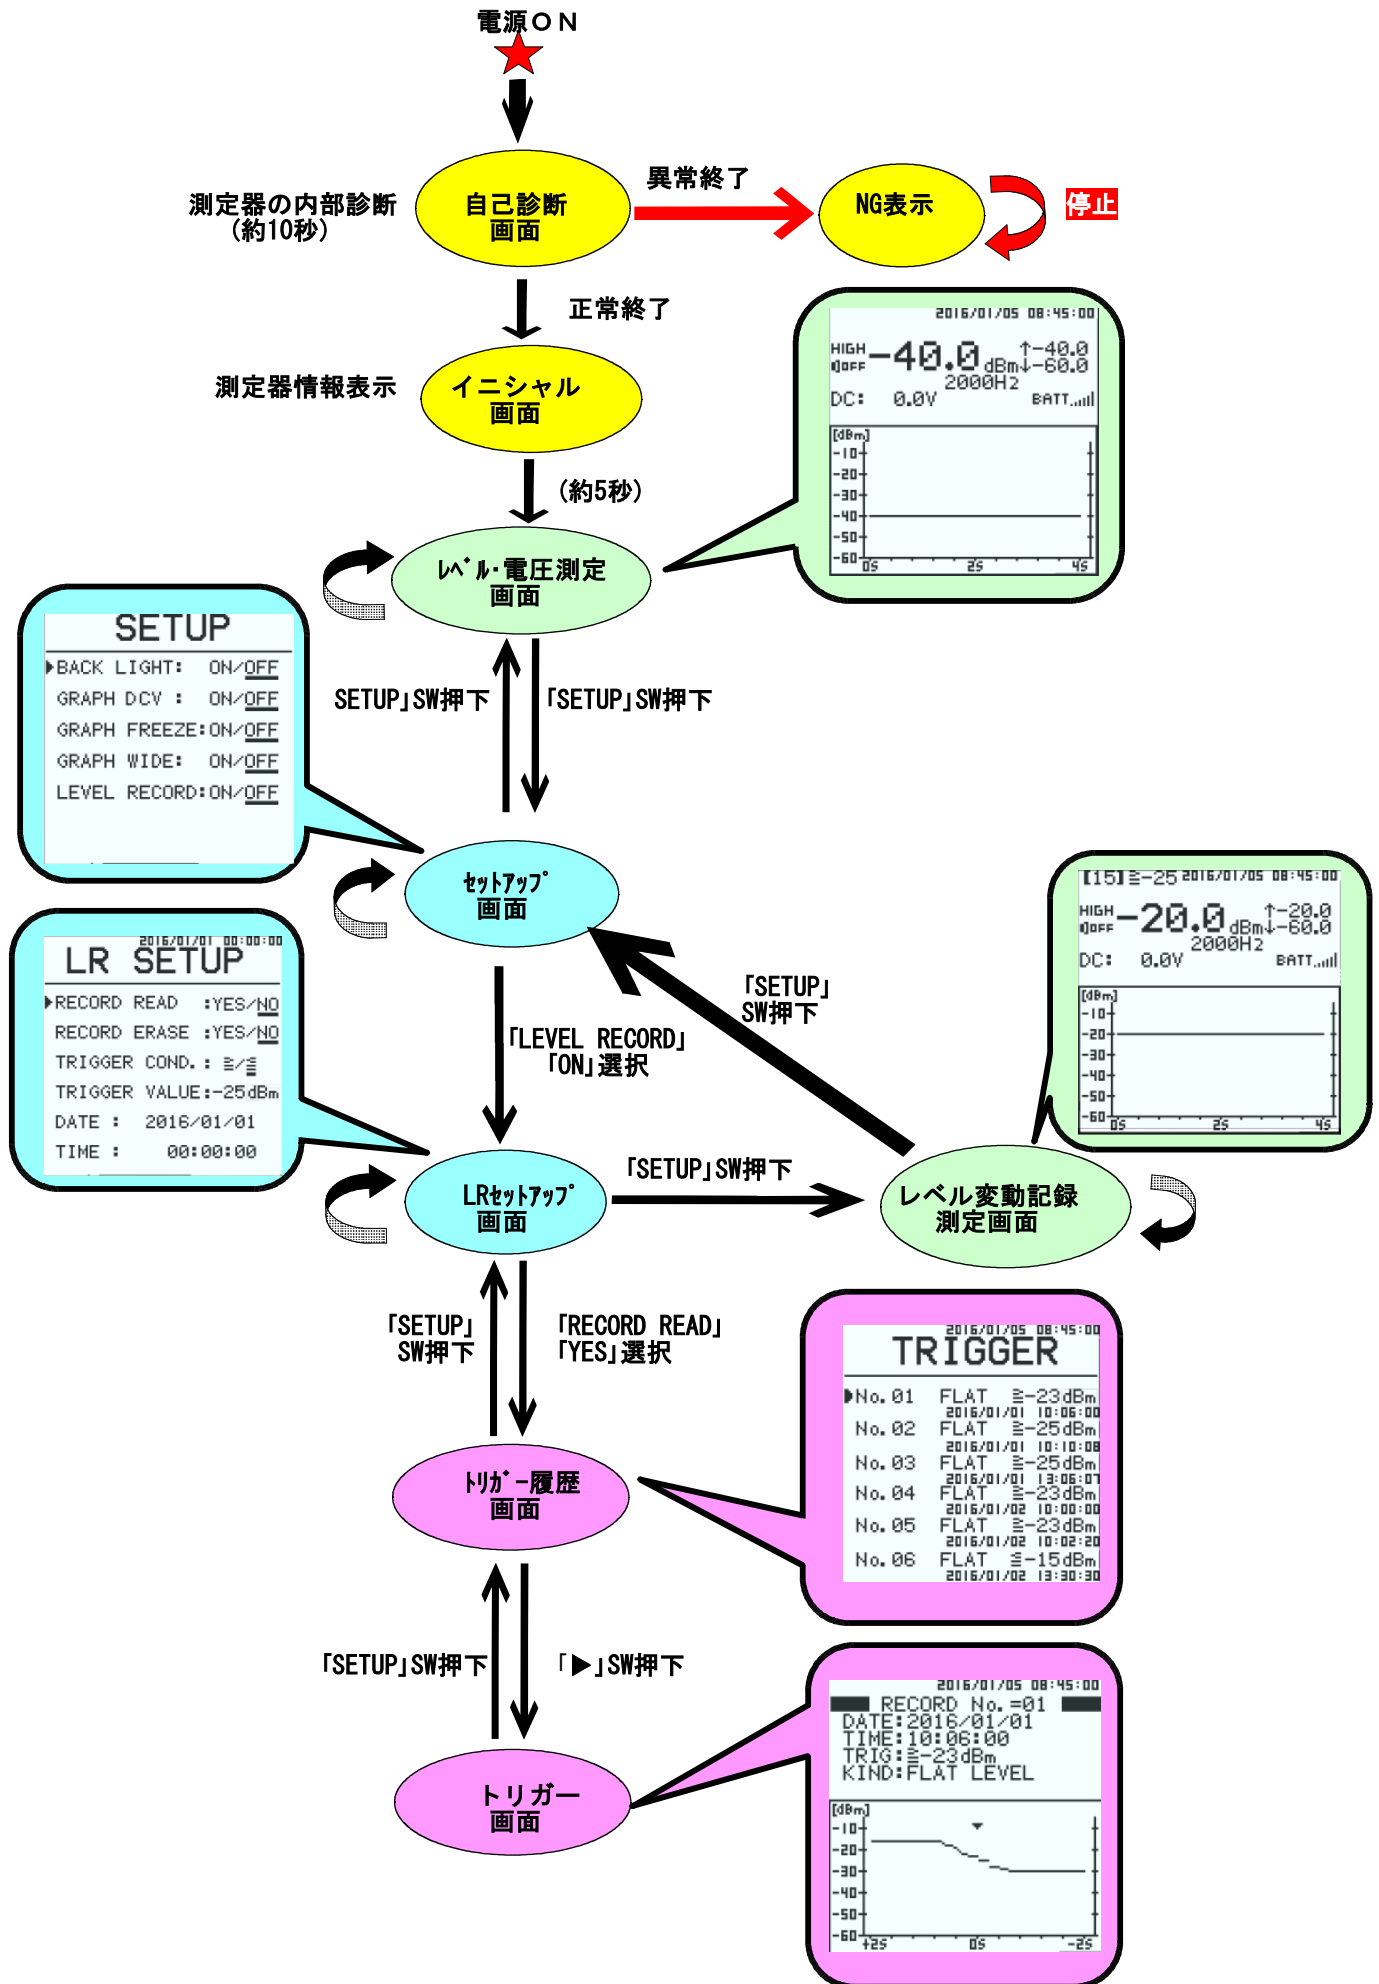 電源ON
測定器の内部診断
(約10秒)
自己診断
画面
異常終了
NG表示
停止
正常終了
測定器情報表示
イニシャル
画面
(約5秒)
2016/01/05 08:45:00
HIGH
OFF
-40.0 dBm
↑-40.0
↓-60.0
2000Hz
DC: 0.0V
BATT
[dBm]
-10
-20
-30
-40
-50
-60
0S 2S 4S
ﾚﾍﾞﾙ・電圧測定
画面
SETUP
▶BACK LIGHT: ON/OFF
GRAPH DCV : ON/OFF
GRAPH FREEZE:ON/OFF
GRAPH WIDE: ON/OFF
LEVEL RECORD:ON/OFF
SETUP」SW押下
「SETUP」SW押下
ｾｯﾄｱｯﾌﾟ
画面
2016/01/01 00:00:00
LR SETUP
▶RECORD READ :YES/NO
RECORD ERASE :YES/NO
TRIGGER COND.: ≧/≦
TRIGGER VALUE:-25dBm
DATE : 2016/01/01
TIME : 00:00:00
「LEVEL RECORD」
「ON」選択
「SETUP」
SW押下
【15】≧-25 2016/01/05 08:45:00
HIGH
OFF
-20.0 dBm
↑-20.0
↓-60.0
2000Hz
DC: 0.0V
BATT
[dBm]
-10
-20
-30
-40
-50
-60
0S 2S 4S
LRｾｯﾄｱｯﾌﾟ
画面
「SETUP」SW押下
レベル変動記録
測定画面
「SETUP」
SW押下
「RECORD READ」
「YES」選択
2016/01/05 08:45:00
TRIGGER
▶No.01 FLAT ≧-23dBm
2016/01/01 10:06:00
No.02 FLAT ≧-25dBm
2016/01/01 10:10:08
No.03 FLAT ≧-25dBm
2016/01/01 13:06:07
No.04 FLAT ≧-23dBm
2016/01/02 10:00:00
No.05 FLAT ≧-23dBm
2016/01/02 10:02:20
No.06 FLAT ≦-15dBm
2016/01/02 13:30:30
ﾄﾘｶﾞｰ履歴
画面
「SETUP」SW押下
「▶」SW押下
トリガー
画面
2016/01/05 08:45:00
RECORD No.=01
DATE:2016/01/01
TIME:10:06:00
TRIG:≧-23dBm
KIND:FLAT LEVEL
[dBm]
-10
-20
-30
-40
-50
-60
+2S 0S -2S